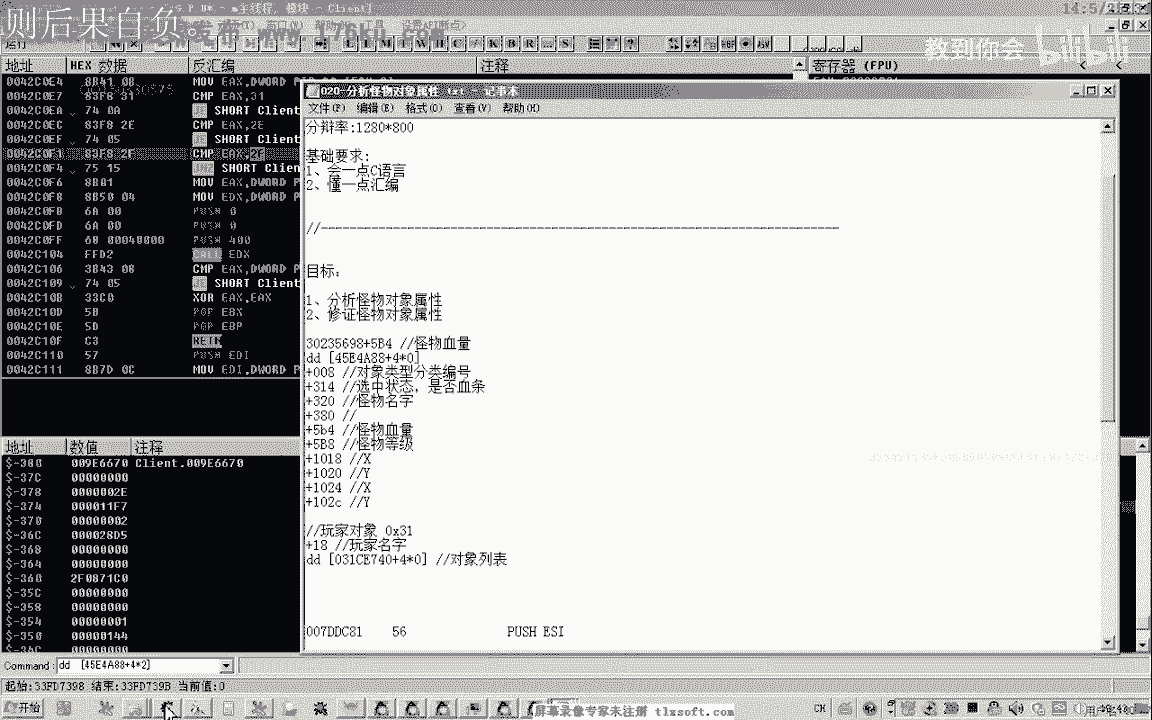 则后果自负。
www.176ku.com
14:5
教到你会 bilibili
地址 HEX 数据 反汇编 注释 寄存器 (FPU)
0042C0E4 8B41 08 MOV EAX,DWORD P
0042C0E7 83F8 31 CMP EAX,31
0042C0EA 74 0A JE SHORT Client
0042C0EC 83F8 2E CMP EAX,2E
0042C0EF 74 05 JE SHORT Client
0042C0F1 83F8 2F CMP EAX,2F
0042C0F4 75 15 SHORT Clien
0042C0F6 8B01 MOV EAX,DWORD P
0042C0F8 8B50 04 MOV EDX,DWORD P
0042C0FB 6A 00 PUSH 0
0042C0FD 6A 00 PUSH 0
0042C0FF 68 00040000 PUSH 400
0042C104 FFD2 CALL EDX
0042C106 3B43 08 CMP EAX,DWORD P
0042C109 74 05 JE SHORT Client
0042C10B 33C0 XOR EAX,EAX
0042C10D 5B POP EBX
0042C10E 5D POP EBP
0042C10F C3 RETN
0042C110 57 PUSH EDI
0042C111 8B7D 0C MOV EDI,DWORD P
020-分析怪物对象属性 txt - 记事本
文件(F) 编辑(E) 格式(O) 查看(V) 帮助(H)
分辩率:1280*800
基础要求:
1、会一点C语言
2、懂一点汇编
//--------------------------------------------------------------------------
目标:
1、分析怪物对象属性
2、修证怪物对象属性
30235698+5B4 //怪物血量
dd [45E4A88+4*0]
+008 //对象类型分类编号
+314 //选中状态，是否血条
+320 //怪物名字
+380 //
+5b4 //怪物血量
+5B8 //怪物等级
+1018 //X
+1020 //Y
+1024 //X
+102c //Y
//玩家对象 0x31
+18 //玩家名字
dd [031CE740+4*0] //对象列表
007DDC81 56 PUSH ESI
地址 数值 注释
$-380 009E6670 Client.009E6670
$-37C 00000000
$-378 0000002E
$-374 000011F7
$-370 00000002
$-36C 000028D5
$-368 00000000
$-364 00000000
$-360 2F0871C0
$-35C 00000000
$-358 00000000
$-354 00000001
$-350 00000144
Command: dd [45E4A88+4*2]
起始:33FD7398 结束:33FD739B 当前值:0
开始
屏幕录像专家未注册 tlxsoft.com
CH